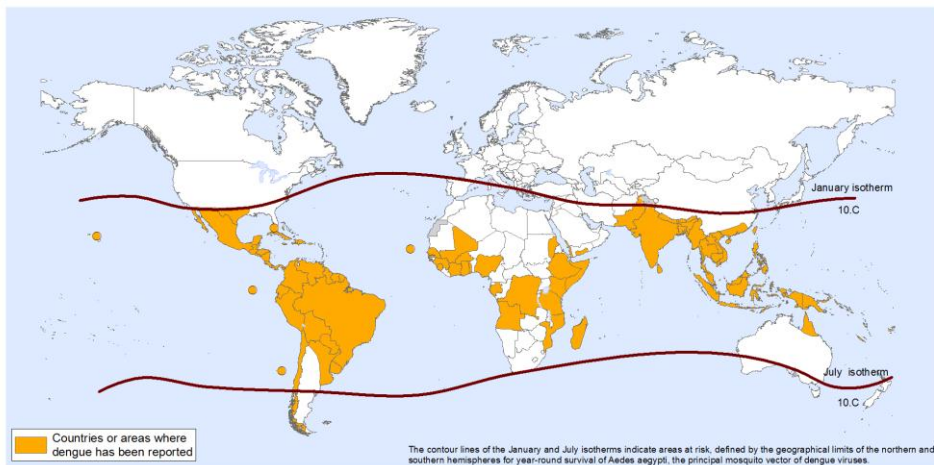 January isotherm
10.C
July isotherm
10.C
Countries or areas where
dengue has been reported
The contour lines of the January and July isotherms indicate areas at risk, defined by the geographical limits of the northern and
southern hemispheres for year-round survival of Aedes aegypti, the principal mosquito vector of dengue viruses.